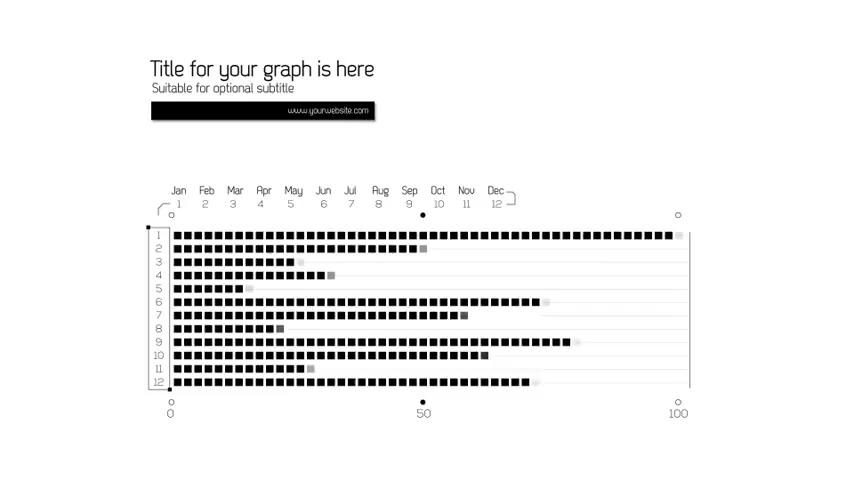 Title for your graph is here
Suitable for optional subtitle
www.yourwebsite.com
Jan Feb Mar Apr May Jun Jul Aug Sep Oct Nov Dec
1 2 3 4 5 6 7 8 9 10 11 12
1
2
3
4
5
6
7
8
9
10
11
12
0 50 100